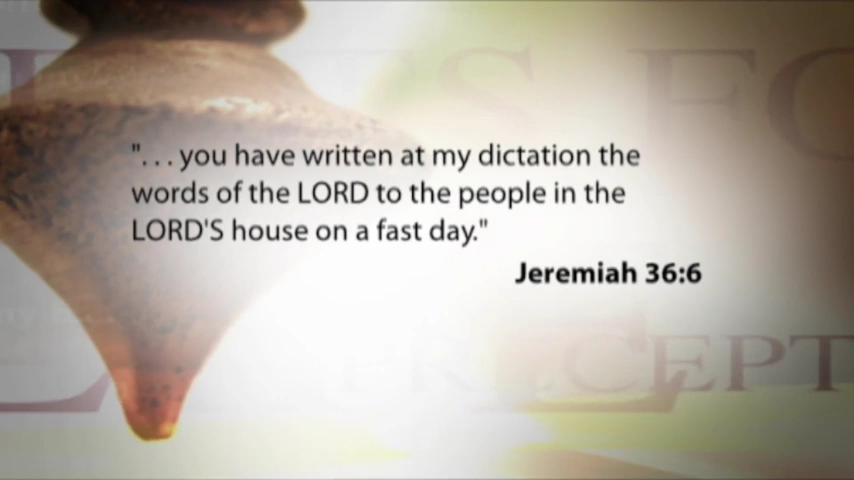 ". . . you have written at my dictation the
words of the LORD to the people in the
LORD'S house on a fast day."
Jeremiah 36:6